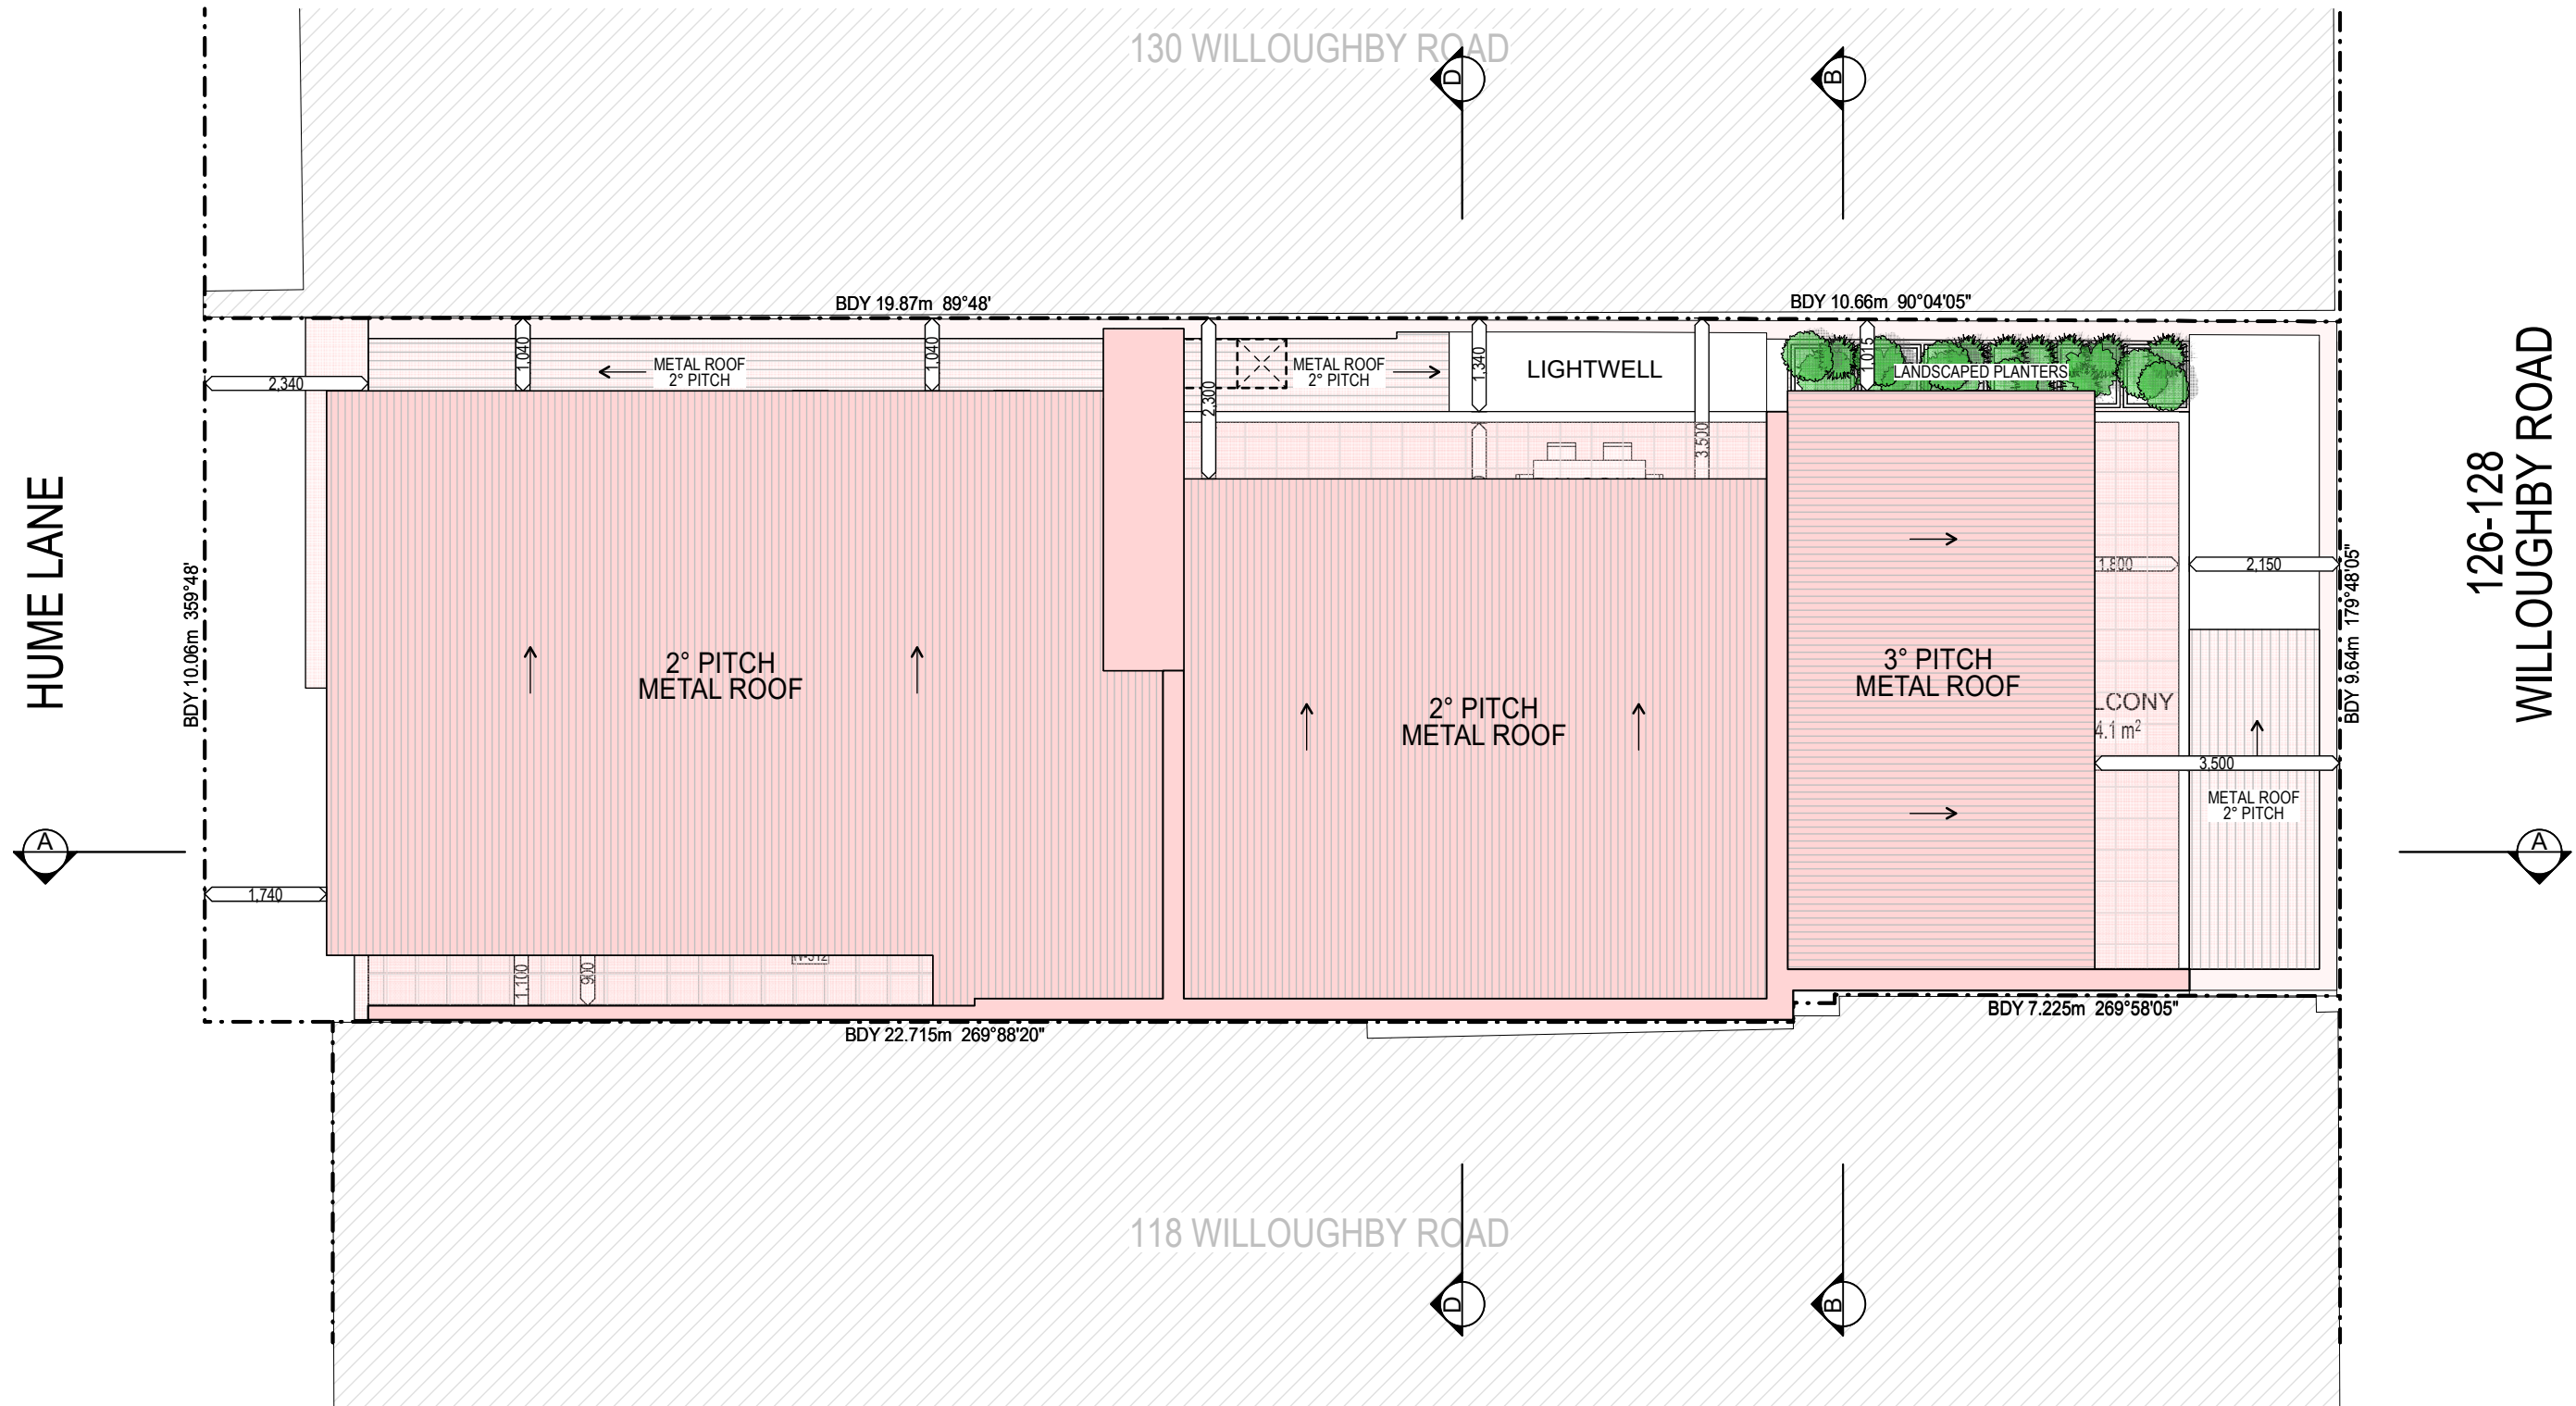 130 WILLOUGHBY ROAD
D
B
BDY 19.87m 89°48'
BDY 10.66m 90°04'05"
1,040
1,040
METAL ROOF
2° PITCH
2,340
2,300
METAL ROOF
2° PITCH
1,340
LIGHTWELL
3,500
1,015
LANDSCAPED PLANTERS
HUME LANE
BDY 10.06m 359°48'
2° PITCH
METAL ROOF
2° PITCH
METAL ROOF
3° PITCH
METAL ROOF
1,800
2,150
LCONY
4.1 m²
3,500
METAL ROOF
2° PITCH
BDY 9.64m 179°48'05"
126-128
WILLOUGHBY ROAD
A
A
1,740
1,100
900
BDY 22.715m 269°88'20"
BDY 7.225m 269°58'05"
118 WILLOUGHBY ROAD
D
B